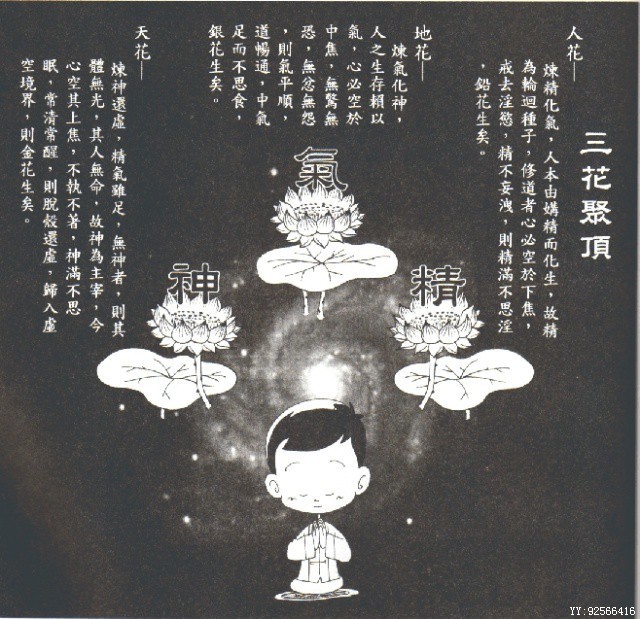 三花聚頂
人花—
煉精化氣，人本由媾精而化生，故精
為輪迴種子，修道者心必空於下焦，
戒去淫慾，精不妄洩，則精滿不思淫
，鉛花生矣。
地花—
煉氣化神，
人之生存賴以
氣，心必空於
中焦，無驚無
恐，無忿無怨
，則氣平順，
道暢通，中氣
足而不思食，
銀花生矣。
天花—
煉神還虛，精氣雖足，無神者，則其
體無光，其人無命，故神為主宰，今
心空其上焦，不執不著，神滿不思
眠，常清常醒，則脫殼還虛，歸入虛
空境界，則金花生矣。
精
氣
神
YY:92566416